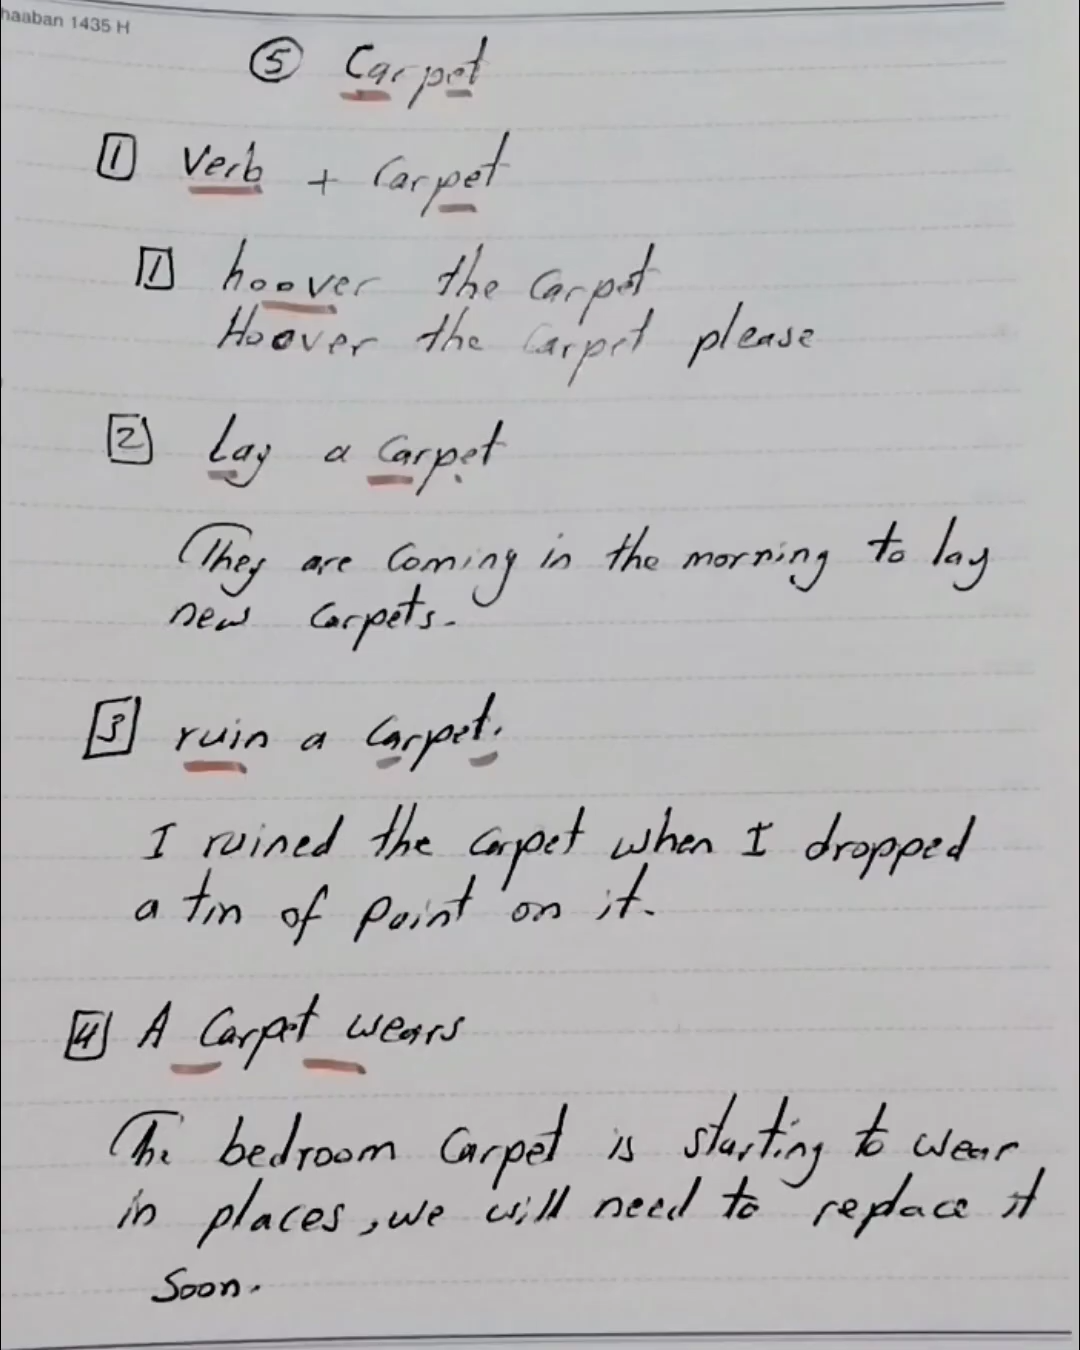 haaban 1435 H
⑤ Carpet
1 Verb + Carpet
1 hoover the Carpet
Hoover the Carpet please
2 Lay a Carpet
They are Coming in the morning to lay
new Carpets.
3 ruin a Carpet.
I ruined the Carpet when I dropped
a tin of paint on it.
4 A Carpet wears
The bedroom Carpet is starting to wear
in places, we will need to replace it
Soon.